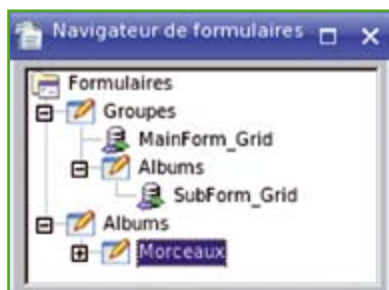 Navigateur de formulaires
Formulaires
Groupes
MainForm_Grid
Albums
SubForm_Grid
Albums
Morceaux